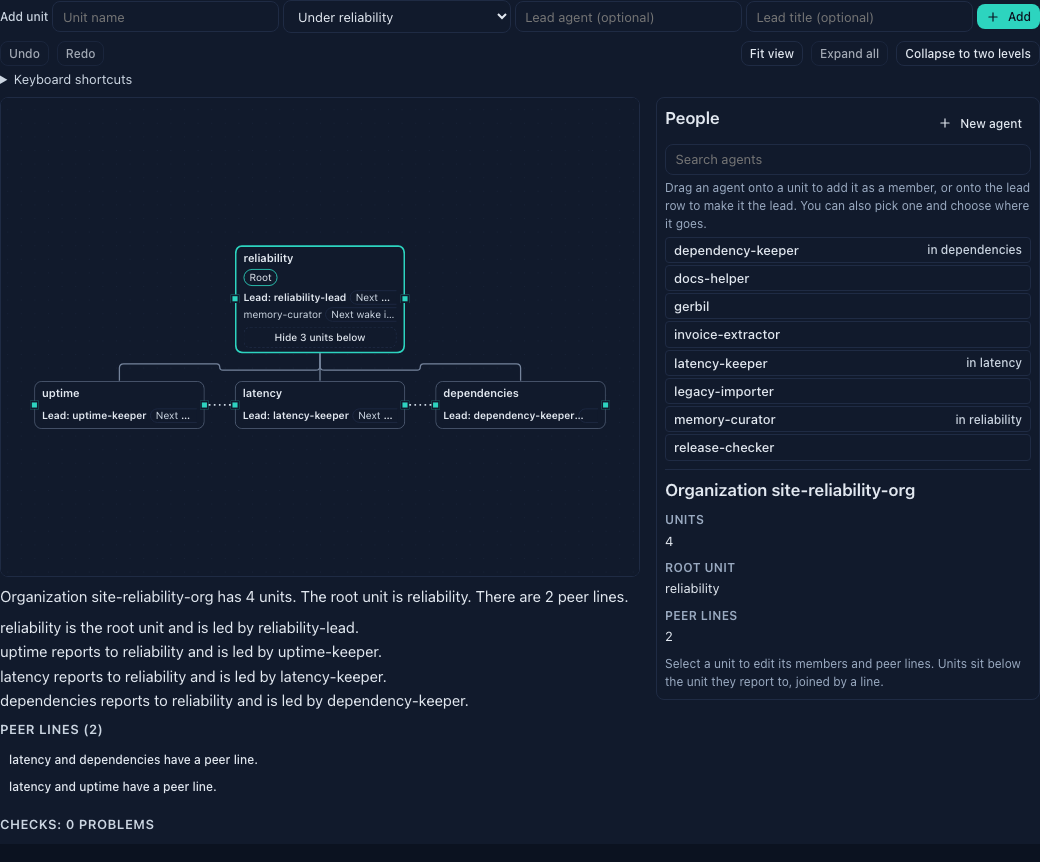 Add unit Unit name Under reliability Lead agent (optional) Lead title (optional) + Add
Undo Redo Fit view Expand all Collapse to two levels
Keyboard shortcuts
reliability
Root
Lead: reliability-lead Next ...
memory-curator Next wake i...
Hide 3 units below
uptime
Lead: uptime-keeper Next ...
latency
Lead: latency-keeper Next ...
dependencies
Lead: dependency-keeper...
People
+ New agent
Search agents
Drag an agent onto a unit to add it as a member, or onto the lead
row to make it the lead. You can also pick one and choose where
it goes.
dependency-keeper in dependencies
docs-helper
gerbil
invoice-extractor
latency-keeper in latency
legacy-importer
memory-curator in reliability
release-checker
Organization site-reliability-org
UNITS
4
ROOT UNIT
reliability
PEER LINES
2
Select a unit to edit its members and peer lines. Units sit below
the unit they report to, joined by a line.
Organization site-reliability-org has 4 units. The root unit is reliability. There are 2 peer lines.
reliability is the root unit and is led by reliability-lead.
uptime reports to reliability and is led by uptime-keeper.
latency reports to reliability and is led by latency-keeper.
dependencies reports to reliability and is led by dependency-keeper.
PEER LINES (2)
latency and dependencies have a peer line.
latency and uptime have a peer line.
CHECKS: 0 PROBLEMS